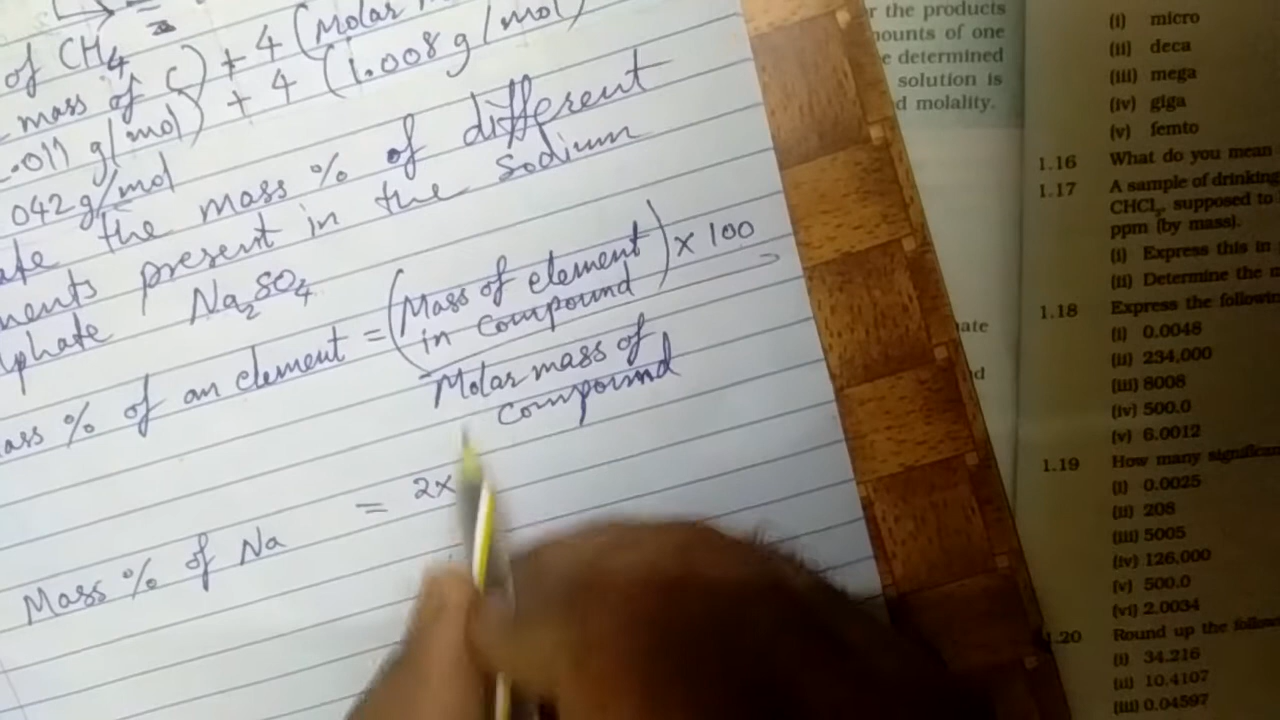 of CH4 =
mass of C) + 4 (Molar
.011 g/mol) + 4 (1.008 g/mol)
042 g/mol
ate the mass % of different
ments present in the sodium
lphate Na2SO4
ass % of an element = (Mass of element in compound) x 100
Molar mass of compound
Mass % of Na = 2x
r the products
ounts of one
e determined
solution is
d molality.
ate
d
(i) micro
(ii) deca
(iii) mega
(iv) giga
(v) femto
1.16 What do you mean
1.17 A sample of drinking
CHCl3, supposed to
ppm (by mass).
(i) Express this in
(ii) Determine the m
1.18 Express the followin
(i) 0.0048
(ii) 234,000
(iii) 8008
(iv) 500.0
(v) 6.0012
1.19 How many significan
(i) 0.0025
(ii) 208
(iii) 5005
(iv) 126,000
(v) 500.0
(vi) 2.0034
1.20 Round up the follow
(i) 34.216
(ii) 10.4107
(iii) 0.04597